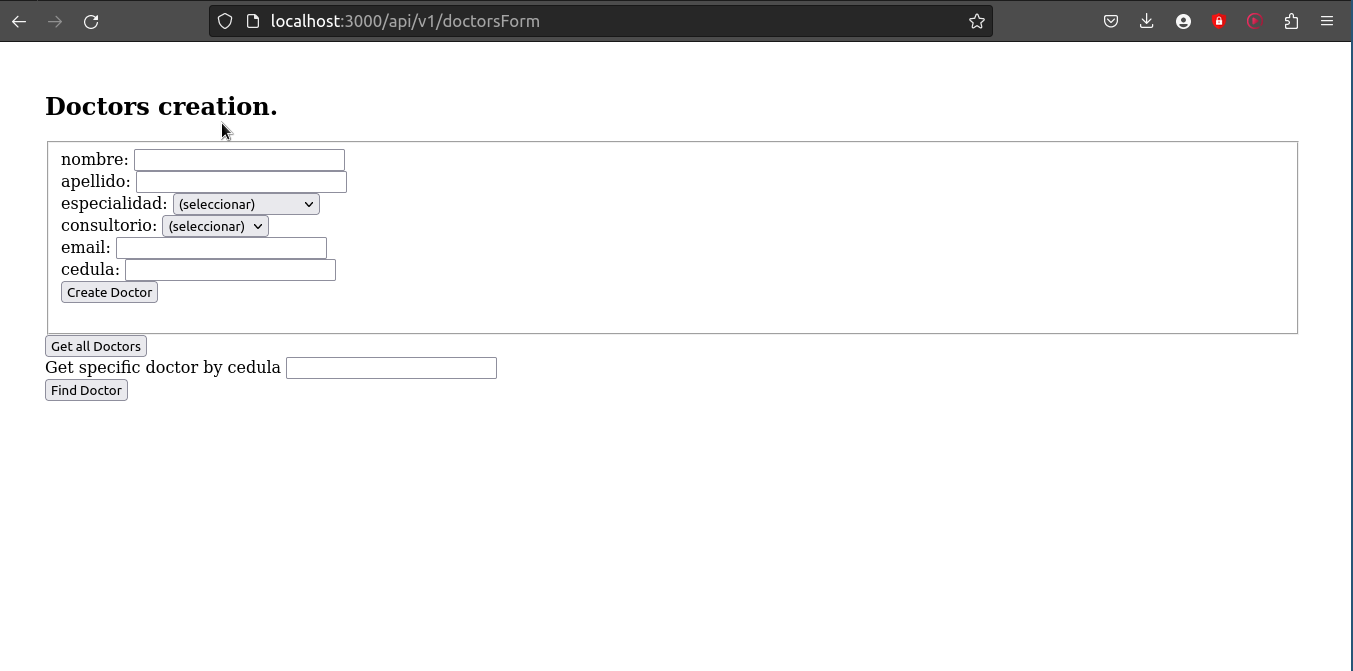 localhost:3000/api/v1/doctorsForm
Doctors creation.
nombre:
apellido:
especialidad: (seleccionar)
consultorio: (seleccionar)
email:
cedula:
Create Doctor
Get all Doctors
Get specific doctor by cedula
Find Doctor